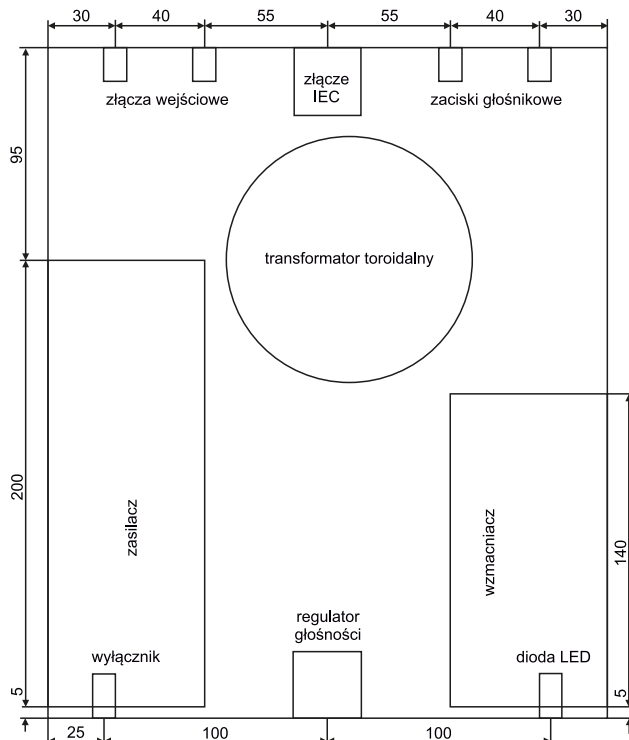 30 40 55 55 40 30
złącza wejściowe
złącze
IEC
zaciski głośnikowe
95
transformator toroidalny
200
zasilacz
wzmacniacz
140
regulator
głośności
wyłącznik
dioda LED
5
5
25 100 100